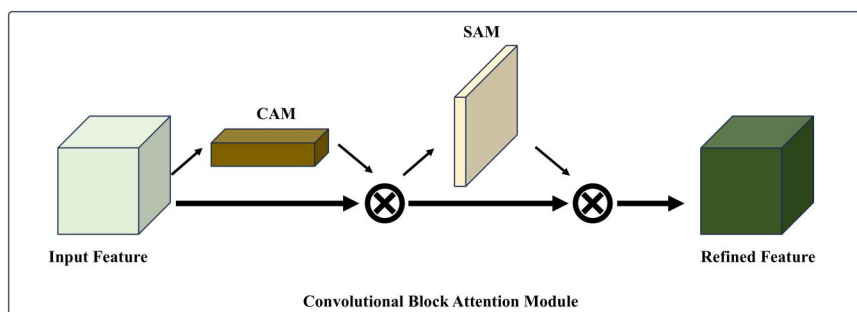 SAM
CAM
Input Feature
Refined Feature
Convolutional Block Attention Module